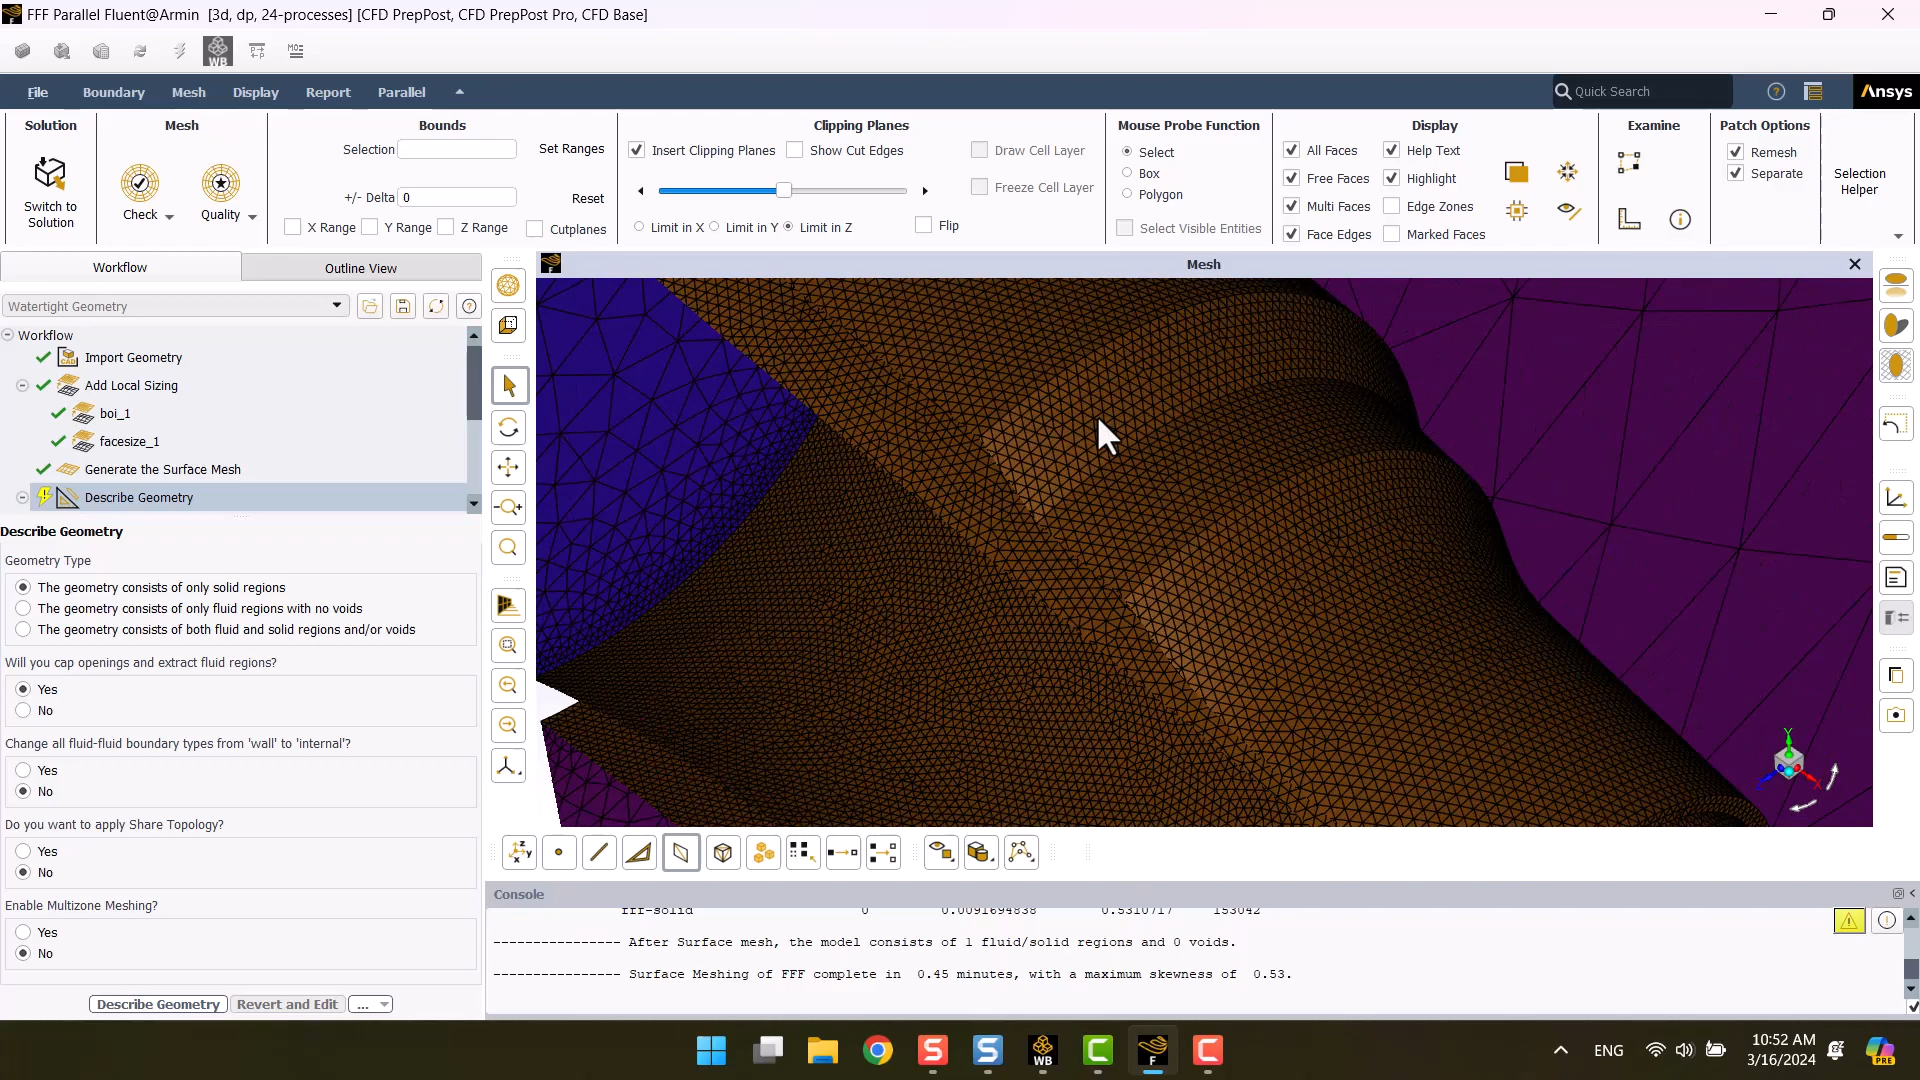 FFF Parallel Fluent@Armin [3d, dp, 24-processes] [CFD PrepPost, CFD PrepPost Pro, CFD Base]
WB
File Boundary Mesh Display Report Parallel
Quick Search
Ansys
Solution
Switch to
Solution
Mesh
Check
Quality
Bounds
Selection
Set Ranges
+/- Delta 0
Reset
X Range
Y Range
Z Range
Cutplanes
Clipping Planes
Insert Clipping Planes
Show Cut Edges
Draw Cell Layer
Freeze Cell Layer
Limit in X
Limit in Y
Limit in Z
Flip
Mouse Probe Function
Select
Box
Polygon
Select Visible Entities
Display
All Faces
Help Text
Free Faces
Highlight
Multi Faces
Edge Zones
Face Edges
Marked Faces
Examine
Patch Options
Remesh
Separate
Selection
Helper
Workflow
Outline View
Mesh
Watertight Geometry
Workflow
Import Geometry
Add Local Sizing
boi_1
facesize_1
Generate the Surface Mesh
Describe Geometry
Describe Geometry
Geometry Type
The geometry consists of only solid regions
The geometry consists of only fluid regions with no voids
The geometry consists of both fluid and solid regions and/or voids
Will you cap openings and extract fluid regions?
Yes
No
Change all fluid-fluid boundary types from 'wall' to 'internal'?
Yes
No
Do you want to apply Share Topology?
Yes
No
Enable Multizone Meshing?
Yes
No
Describe Geometry
Revert and Edit
...
Y
X
Console
fff-solid 0 0.0091694838 0.5310717 153042
---------------- After Surface mesh, the model consists of 1 fluid/solid regions and 0 voids.
---------------- Surface Meshing of FFF complete in 0.45 minutes, with a maximum skewness of 0.53.
ENG
10:52 AM
3/16/2024